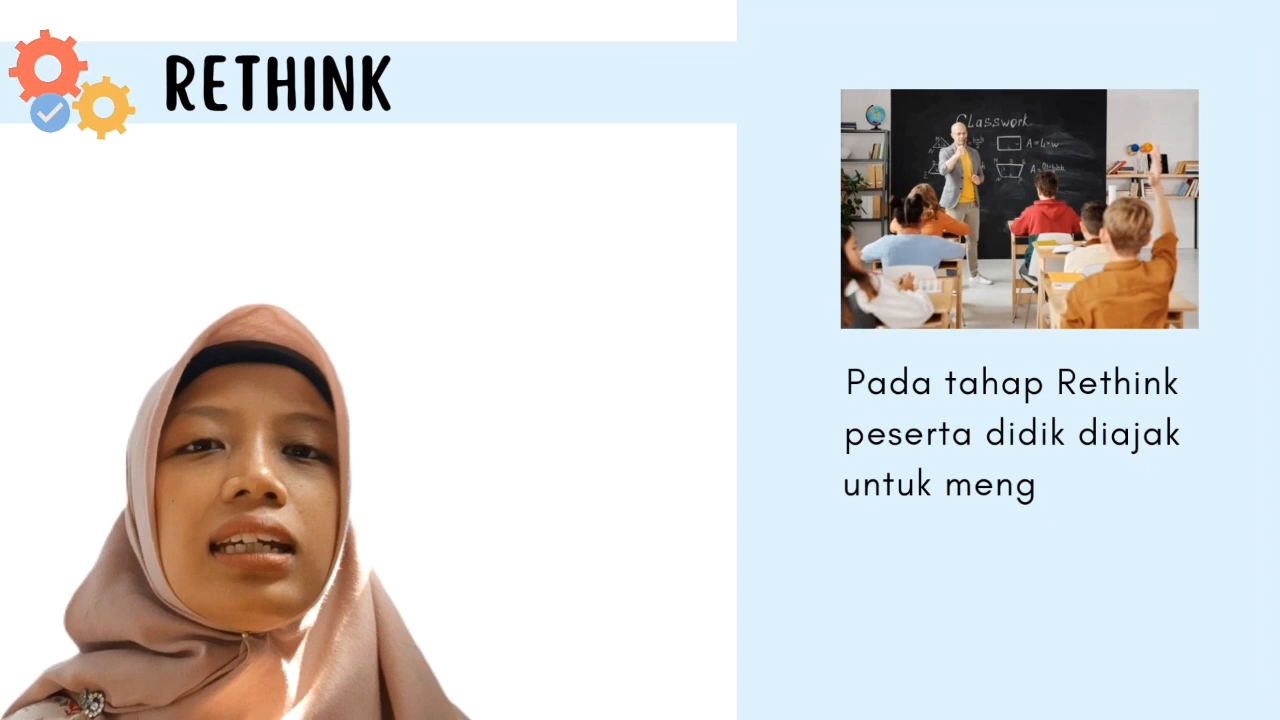 RETHINK
Classwork
A=L×w
Pada tahap Rethink
peserta didik diajak
untuk meng